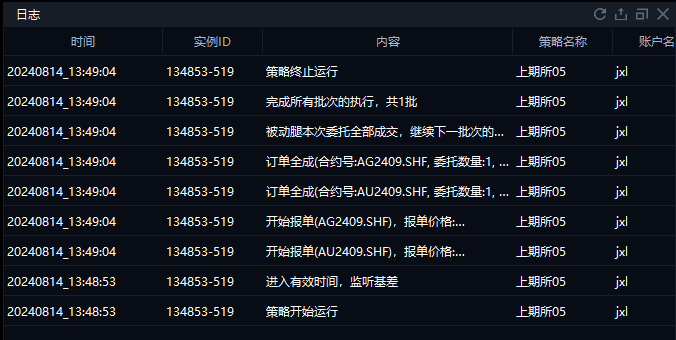 日志
时间 实例ID 内容 策略名称 账户名
20240814_13:49:04 134853-519 策略终止运行 上期所05 jxl
20240814_13:49:04 134853-519 完成所有批次的执行，共1批 上期所05 jxl
20240814_13:49:04 134853-519 被动腿本次委托全部成交，继续下一批次的... 上期所05 jxl
20240814_13:49:04 134853-519 订单全成(合约号:AG2409.SHF, 委托数量:1, ... 上期所05 jxl
20240814_13:49:04 134853-519 订单全成(合约号:AU2409.SHF, 委托数量:1, ... 上期所05 jxl
20240814_13:49:04 134853-519 开始报单(AG2409.SHF)，报单价格:... 上期所05 jxl
20240814_13:49:04 134853-519 开始报单(AU2409.SHF)，报单价格:... 上期所05 jxl
20240814_13:48:53 134853-519 进入有效时间，监听基差 上期所05 jxl
20240814_13:48:53 134853-519 策略开始运行 上期所05 jxl